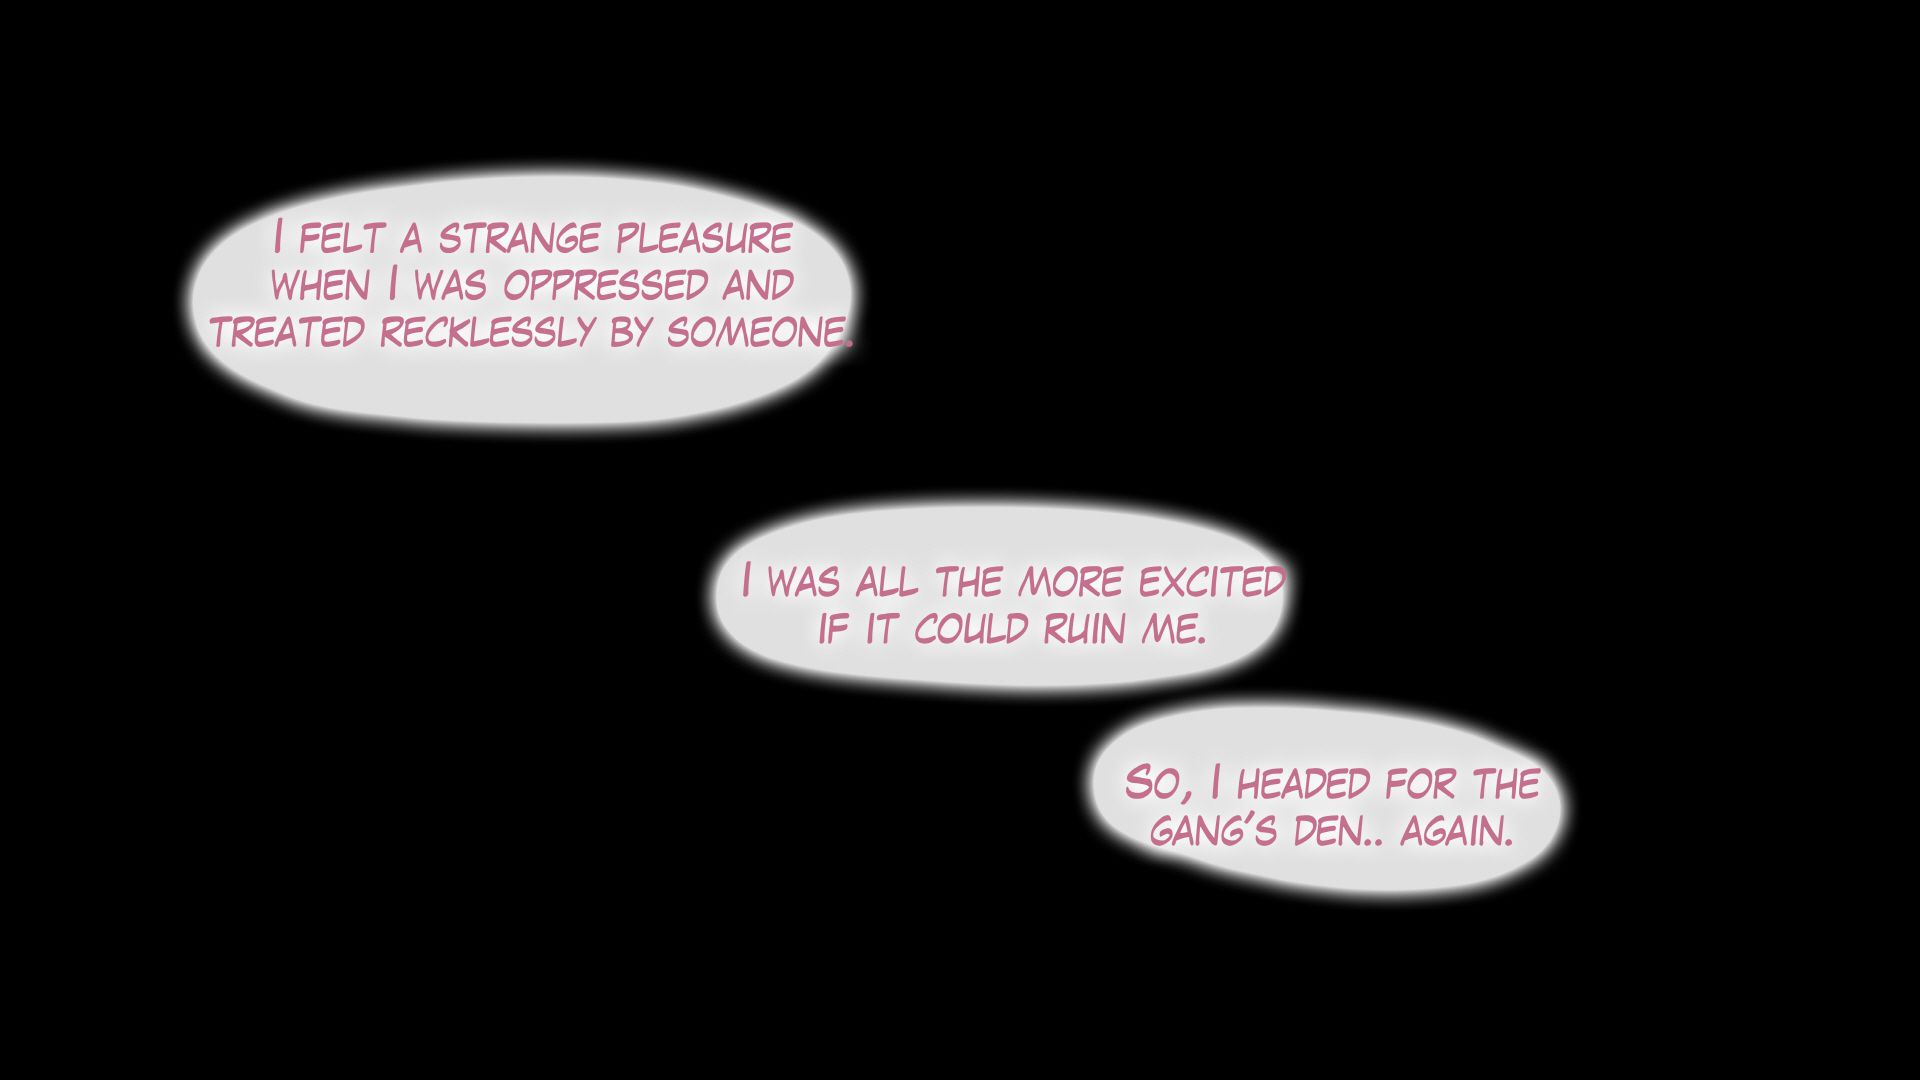 I FELT A STRANGE PLEASURE
WHEN I WAS OPPRESSED AND
TREATED RECKLESSLY BY SOMEONE.
I WAS ALL THE MORE EXCITED
IF IT COULD RUIN ME.
SO, I HEADED FOR THE
GANG'S DEN.. AGAIN.